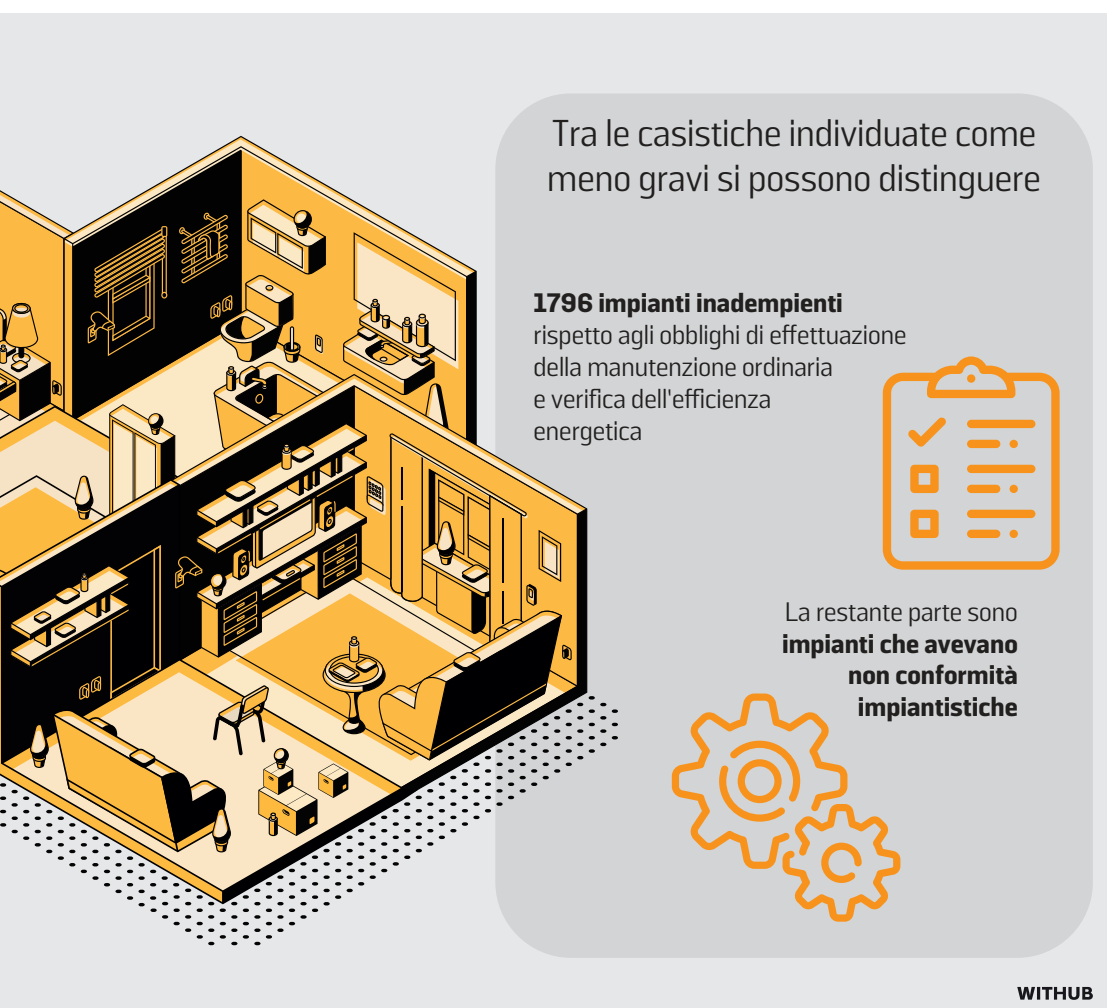 Tra le casistiche individuate come
meno gravi si possono distinguere
1796 impianti inadempienti
rispetto agli obblighi di effettuazione
della manutenzione ordinaria
e verifica dell'efficienza
energetica
La restante parte sono
impianti che avevano
non conformità
impiantistiche
WITHUB